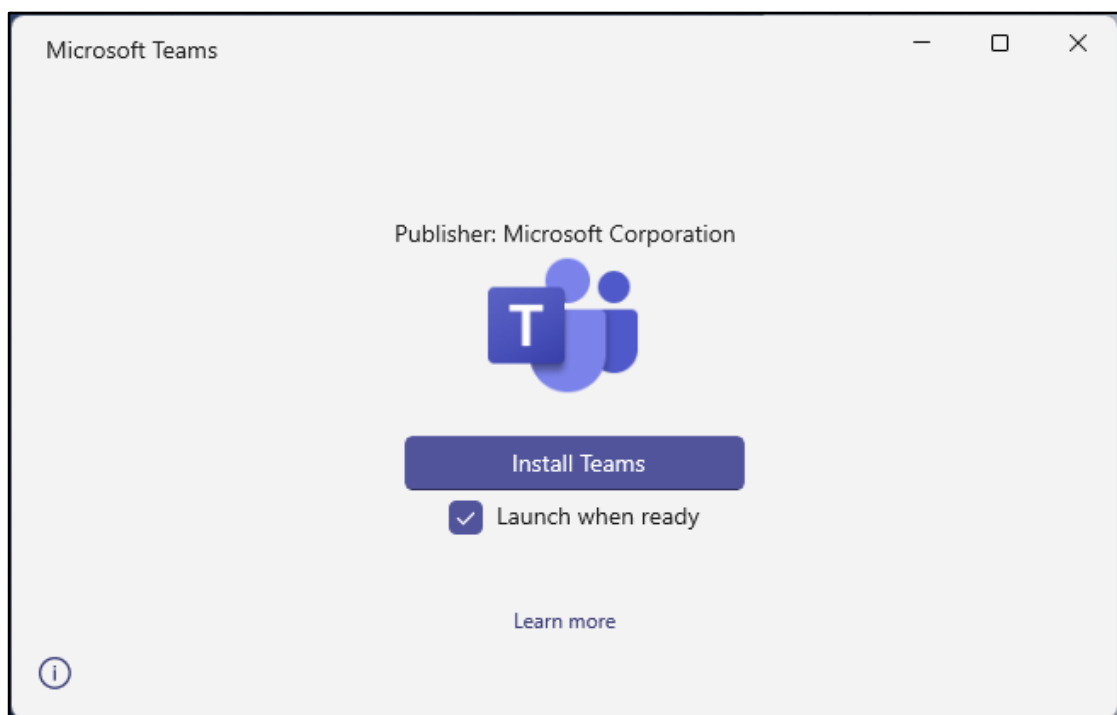 Microsoft Teams
Publisher: Microsoft Corporation
T
Install Teams
Launch when ready
Learn more